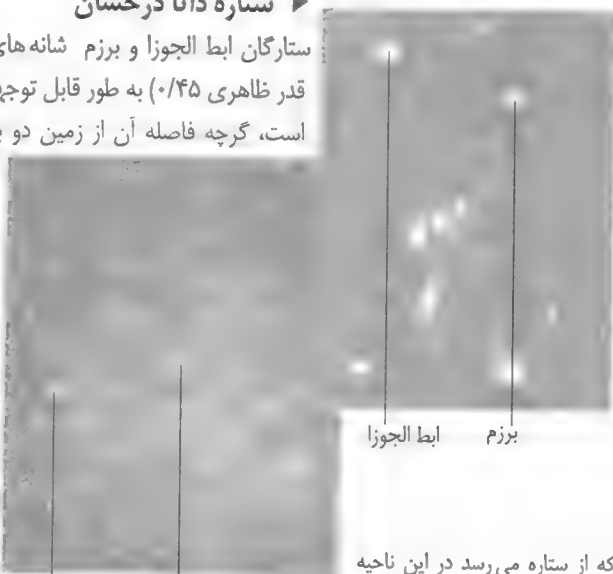 ستاره ذاتا درخشان
ستارگان ابط الجوزا و برزم شانه های
قدر ظاهری ۰/۴۵) به طور قابل توجه
است، گرچه فاصله آن از زمین دو
ابط الجوزا
برزم
که از ستاره می رسد در این ناحیه